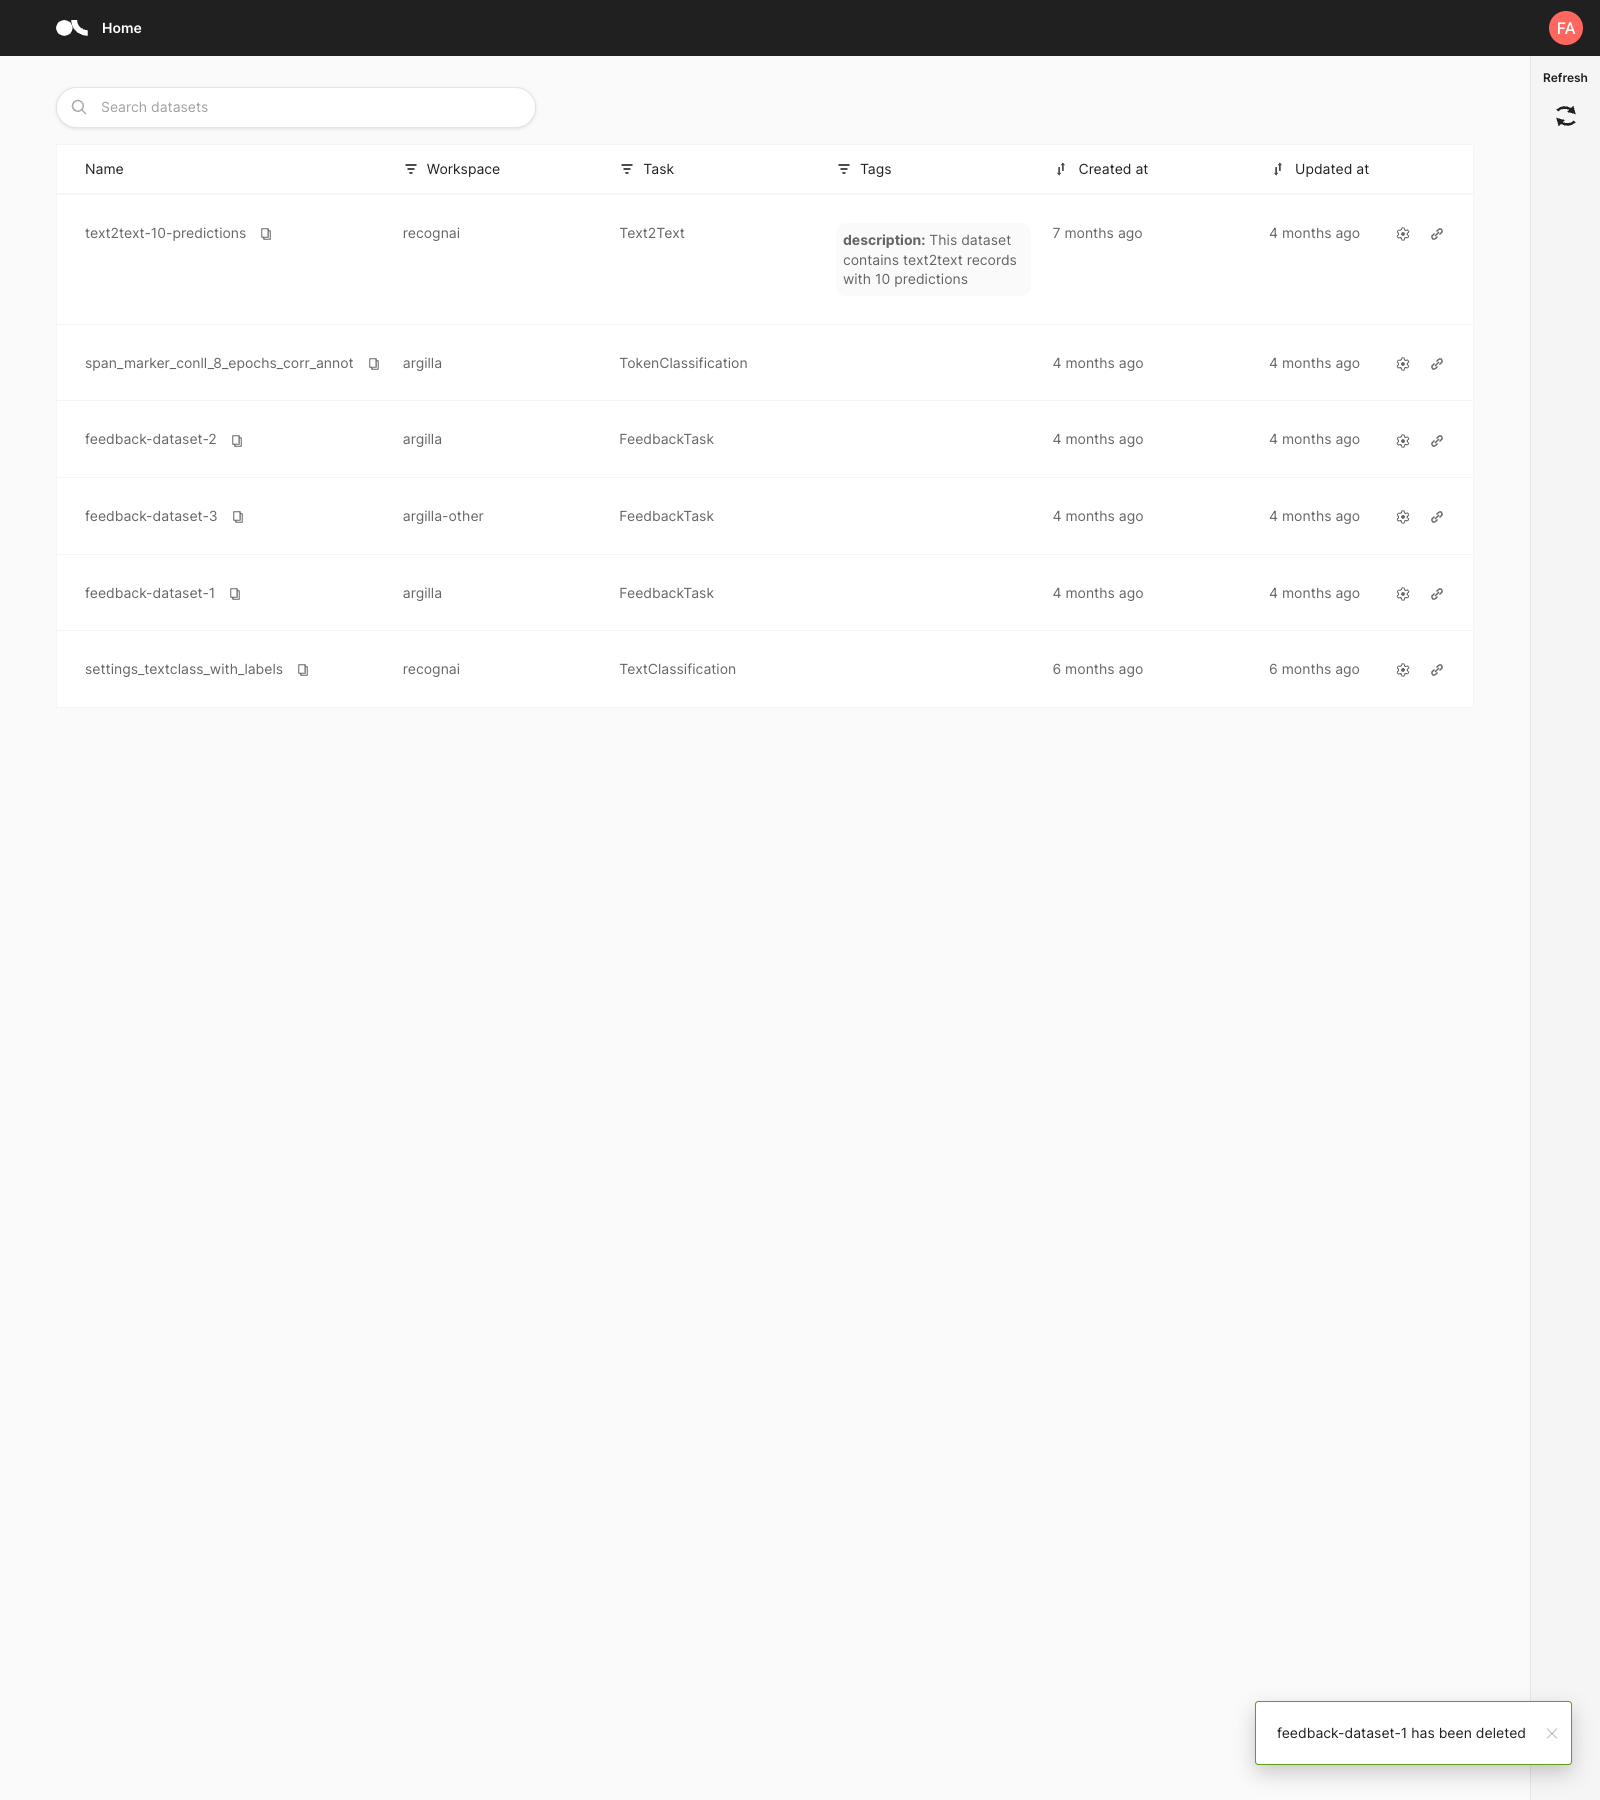 Home
FA
Refresh
Search datasets
Name Workspace Task Tags Created at Updated at
text2text-10-predictions recognai Text2Text description: This dataset 7 months ago 4 months ago
contains text2text records
with 10 predictions
span_marker_conll_8_epochs_corr_annot argilla TokenClassification 4 months ago 4 months ago
feedback-dataset-2 argilla FeedbackTask 4 months ago 4 months ago
feedback-dataset-3 argilla-other FeedbackTask 4 months ago 4 months ago
feedback-dataset-1 argilla FeedbackTask 4 months ago 4 months ago
settings_textclass_with_labels recognai TextClassification 6 months ago 6 months ago
feedback-dataset-1 has been deleted